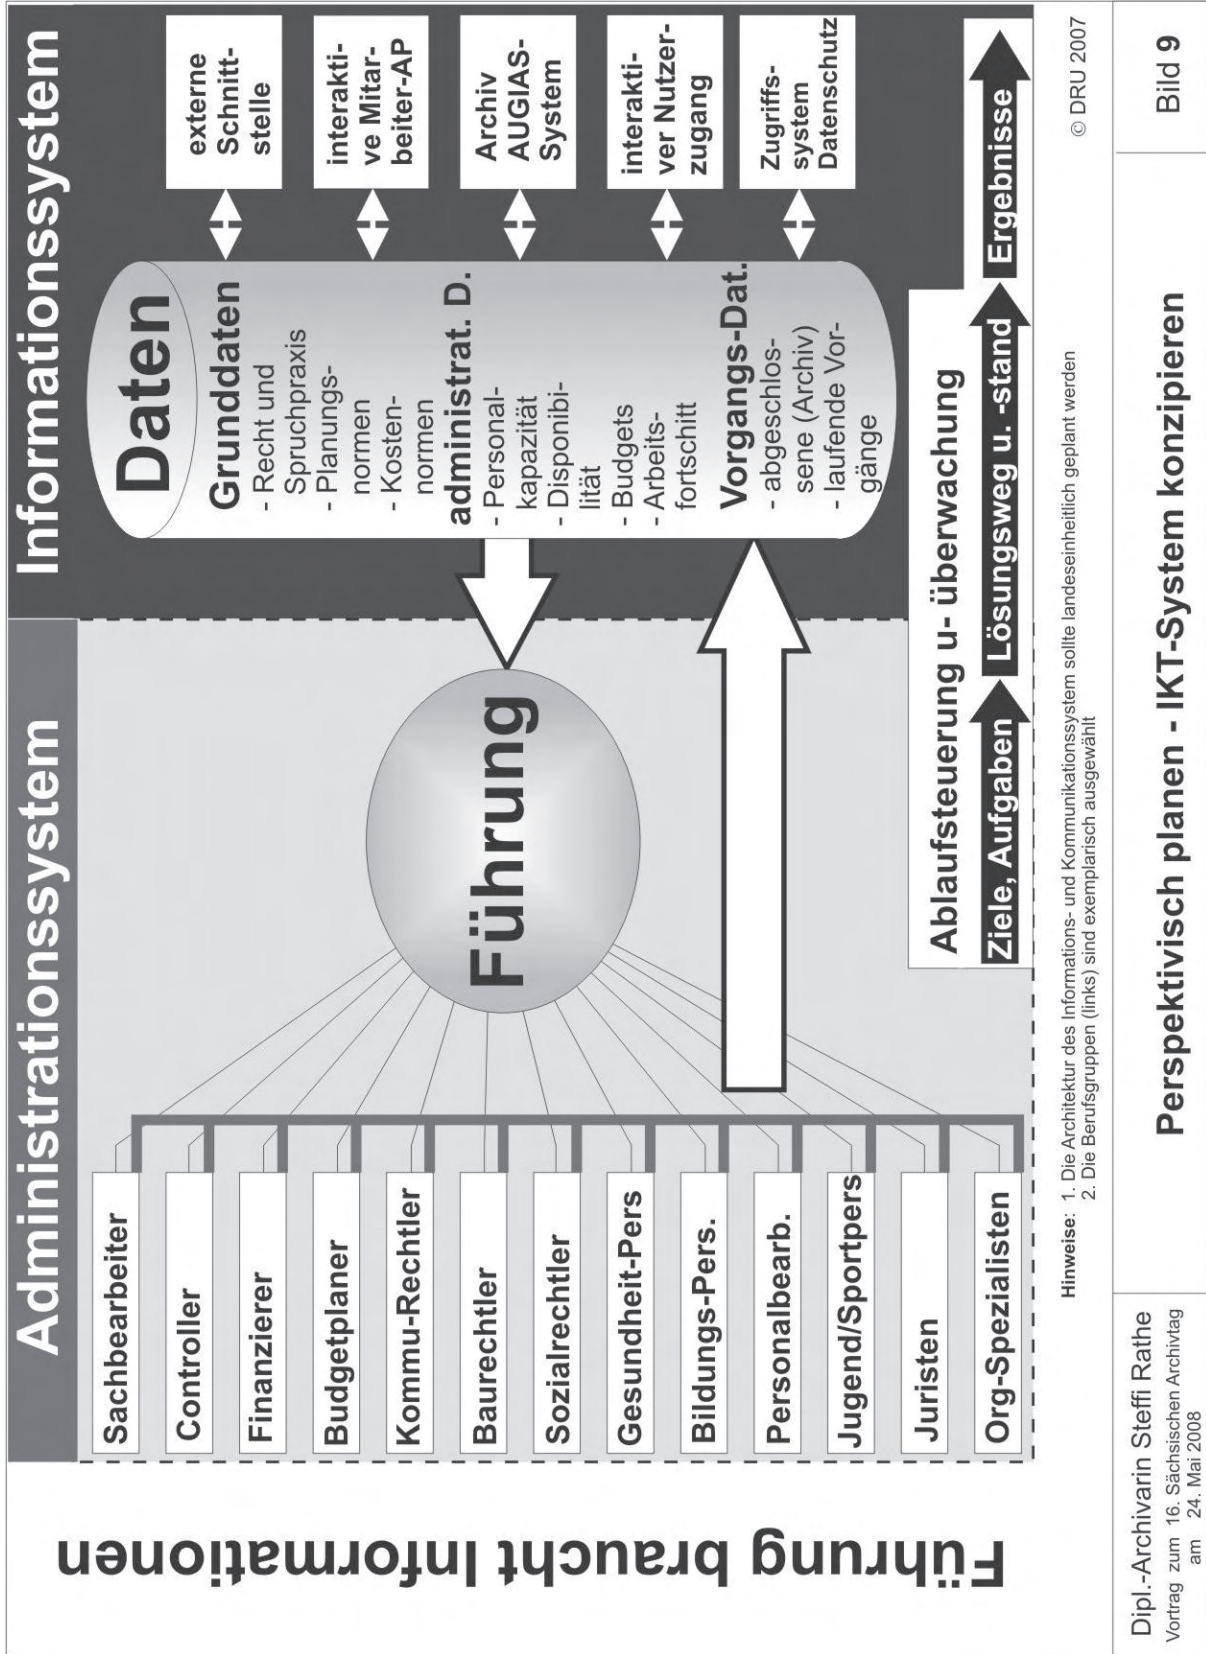 Führung braucht Informationen
Administrationssystem
Sachbearbeiter
Controller
Finanzierer
Budgetplaner
Kommu-Rechtler
Baurechtler
Sozialrechtler
Gesundheit-Pers
Bildungs-Pers.
Personalbearb.
Jugend/Sportpers
Juristen
Org-Spezialisten
Führung
Informationssystem
Daten
Grunddaten
- Recht und
Spruchpraxis
- Planungs-
normen
- Kosten-
normen
administrat. D.
- Personal-
kapazität
- Disponibi-
lität
- Budgets
- Arbeits-
fortschritt
Vorgangs-Dat.
- abgeschlos-
sene (Archiv)
- laufende Vor-
gänge
externe
Schnitt-
stelle
interakti-
ve Mitar-
beiter-AP
Archiv
AUGIAS-
System
interakti-
ver Nutzer-
zugang
Zugriffs-
system
Datenschutz
Ablaufsteuerung u- überwachung
Ziele, Aufgaben
Lösungsweg u. -stand
Ergebnisse
Hinweise: 1. Die Architektur des Informations- und Kommunikationssystem sollte landeseinheitlich geplant werden
2. Die Berufsgruppen (links) sind exemplarisch ausgewählt
© DRU 2007
Dipl.-Archivarin Steffi Rathe
Vortrag zum 16. Sächsischen Archivtag
am 24. Mai 2008
Perspektivisch planen - IKT-System konzipieren
Bild 9